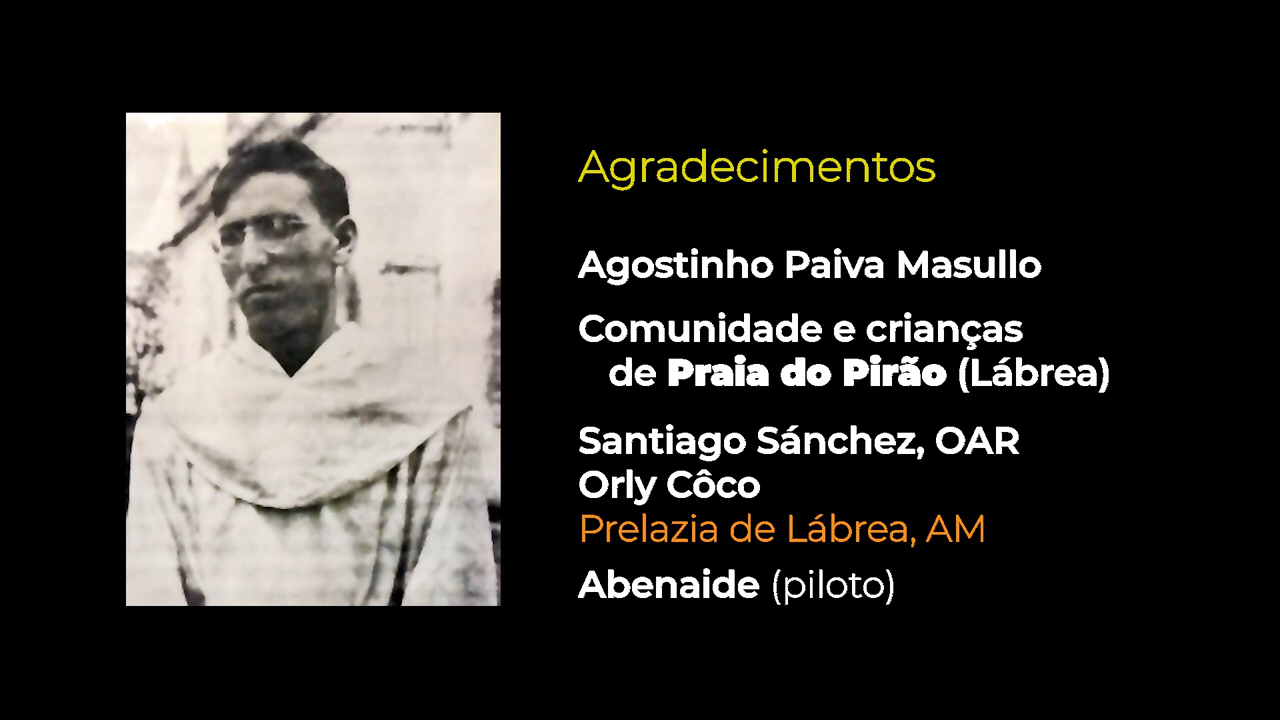 Agradecimentos
Agostinho Paiva Masullo
Comunidade e crianças
de Praia do Pirão (Lábrea)
Santiago Sánchez, OAR
Orly Côco
Prelazia de Lábrea, AM
Abenaide (piloto)